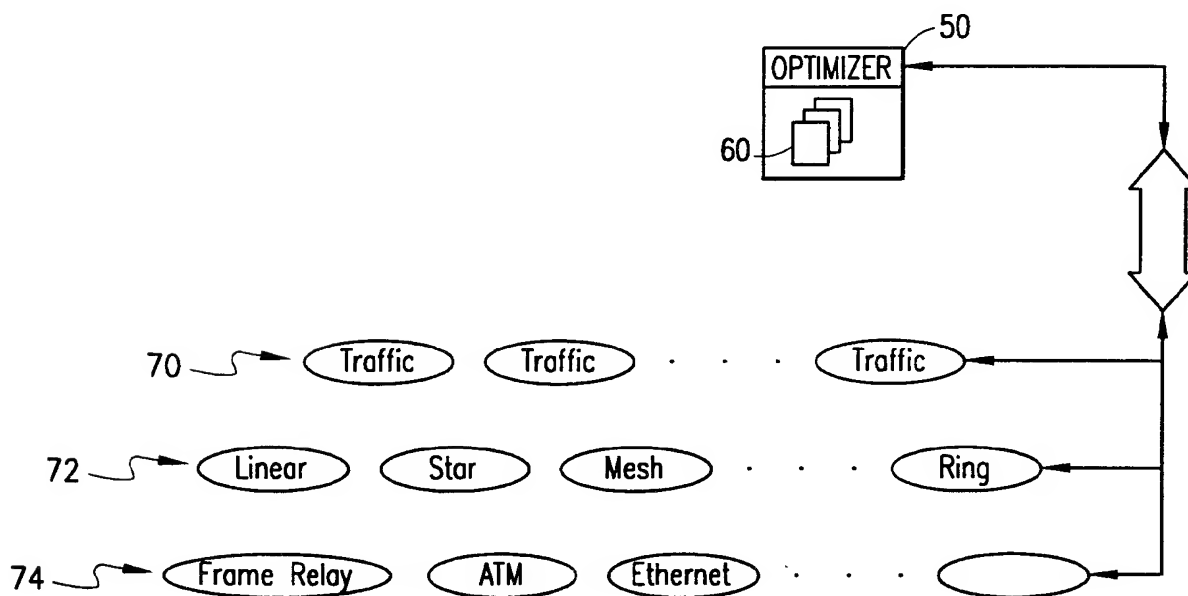 50
OPTIMIZER
60
70 Traffic Traffic . . . Traffic
72 Linear Star Mesh . . . Ring
74 Frame Relay ATM Ethernet . . .